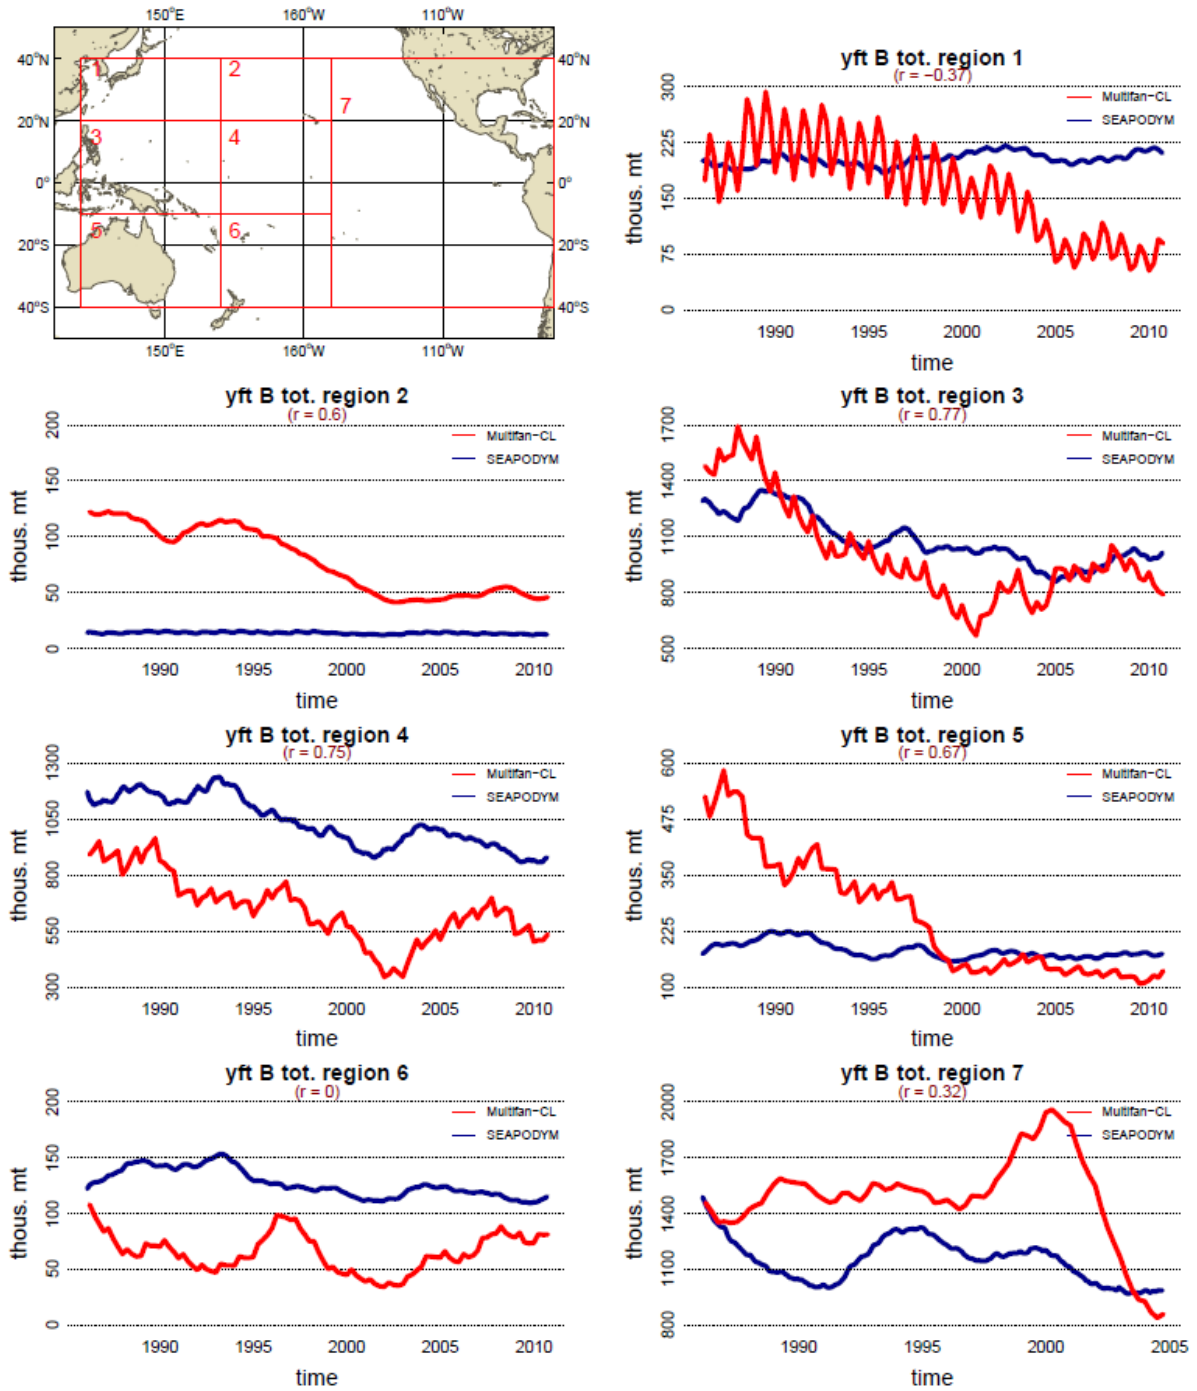 150°E 160°W 110°W
40°N 1 2 40°N
7
20°N 3 4 20°N
0° 0°
5 6
20°S 20°S
40°S 40°S
150°E 160°W 110°W
yft B tot. region 1
(r = −0.37)
Multifan-CL
SEAPODYM
thous. mt
0 75 150 225 300
1990 1995 2000 2005 2010
time
yft B tot. region 2
(r = 0.6)
Multifan-CL
SEAPODYM
thous. mt
0 50 100 150 200
1990 1995 2000 2005 2010
time
yft B tot. region 3
(r = 0.77)
Multifan-CL
SEAPODYM
thous. mt
500 800 1100 1400 1700
1990 1995 2000 2005 2010
time
yft B tot. region 4
(r = 0.75)
Multifan-CL
SEAPODYM
thous. mt
300 550 800 1050 1300
1990 1995 2000 2005 2010
time
yft B tot. region 5
(r = 0.67)
Multifan-CL
SEAPODYM
thous. mt
100 225 350 475 600
1990 1995 2000 2005 2010
time
yft B tot. region 6
(r = 0)
Multifan-CL
SEAPODYM
thous. mt
0 50 100 150 200
1990 1995 2000 2005 2010
time
yft B tot. region 7
(r = 0.32)
Multifan-CL
SEAPODYM
thous. mt
800 1100 1400 1700 2000
1990 1995 2000 2005
time